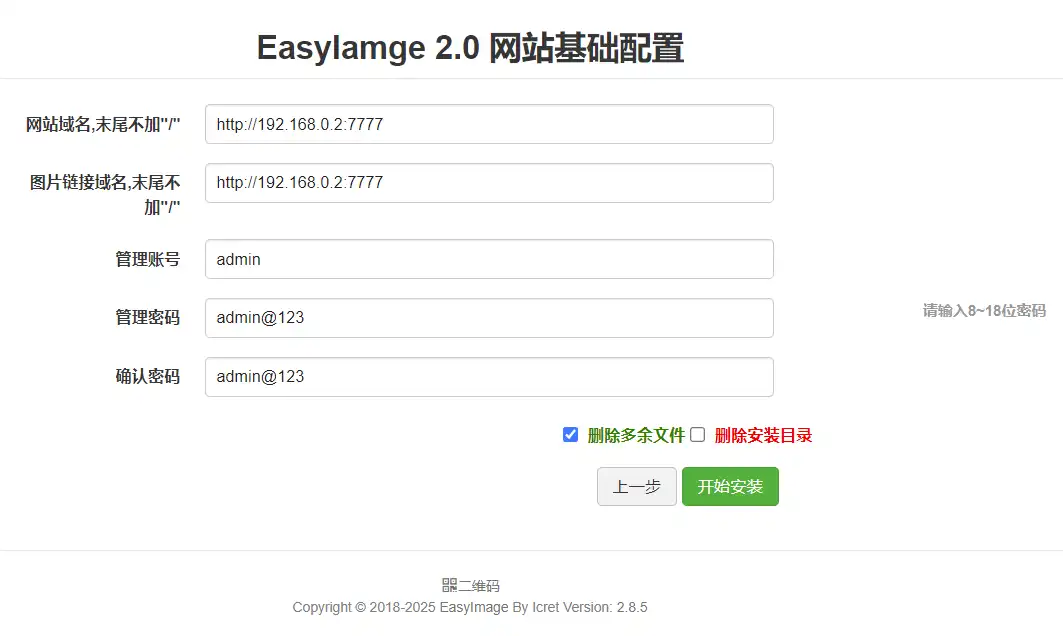 EasyIamge 2.0 网站基础配置
网站域名,末尾不加"/"
http://192.168.0.2:7777
图片链接域名,末尾不
加"/"
http://192.168.0.2:7777
管理账号
admin
管理密码
admin@123
请输入8~18位密码
确认密码
admin@123
删除多余文件 删除安装目录
上一步 开始安装
二维码
Copyright © 2018-2025 EasyImage By Icret Version: 2.8.5